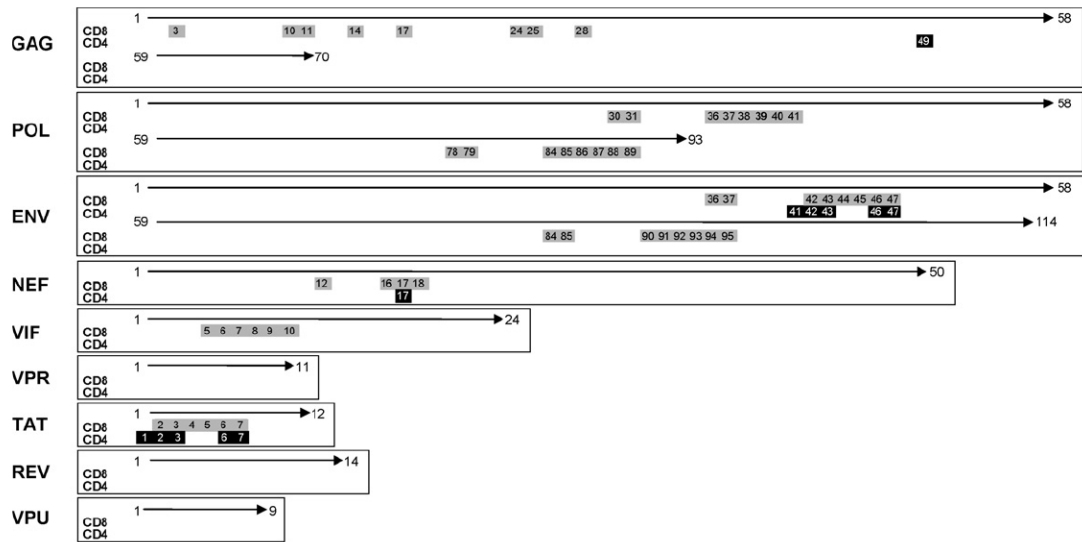 GAG
1 58
CD8 3 10 11 14 17 24 25 28
CD4 49
59 70
CD8
CD4
POL
1 58
CD8 30 31 36 37 38 39 40 41
CD4
59 93
CD8 78 79 84 85 86 87 88 89
CD4
ENV
1 58
CD8 36 37 42 43 44 45 46 47
CD4 41 42 43 46 47
59 114
CD8 84 85 90 91 92 93 94 95
CD4
NEF
1 50
CD8 12 16 17 18
CD4 17
VIF
1 24
CD8 5 6 7 8 9 10
CD4
VPR
1 11
CD8
CD4
TAT
1 12
CD8 2 3 4 5 6 7
CD4 1 2 3 6 7
REV
1 14
CD8
CD4
VPU
1 9
CD8
CD4